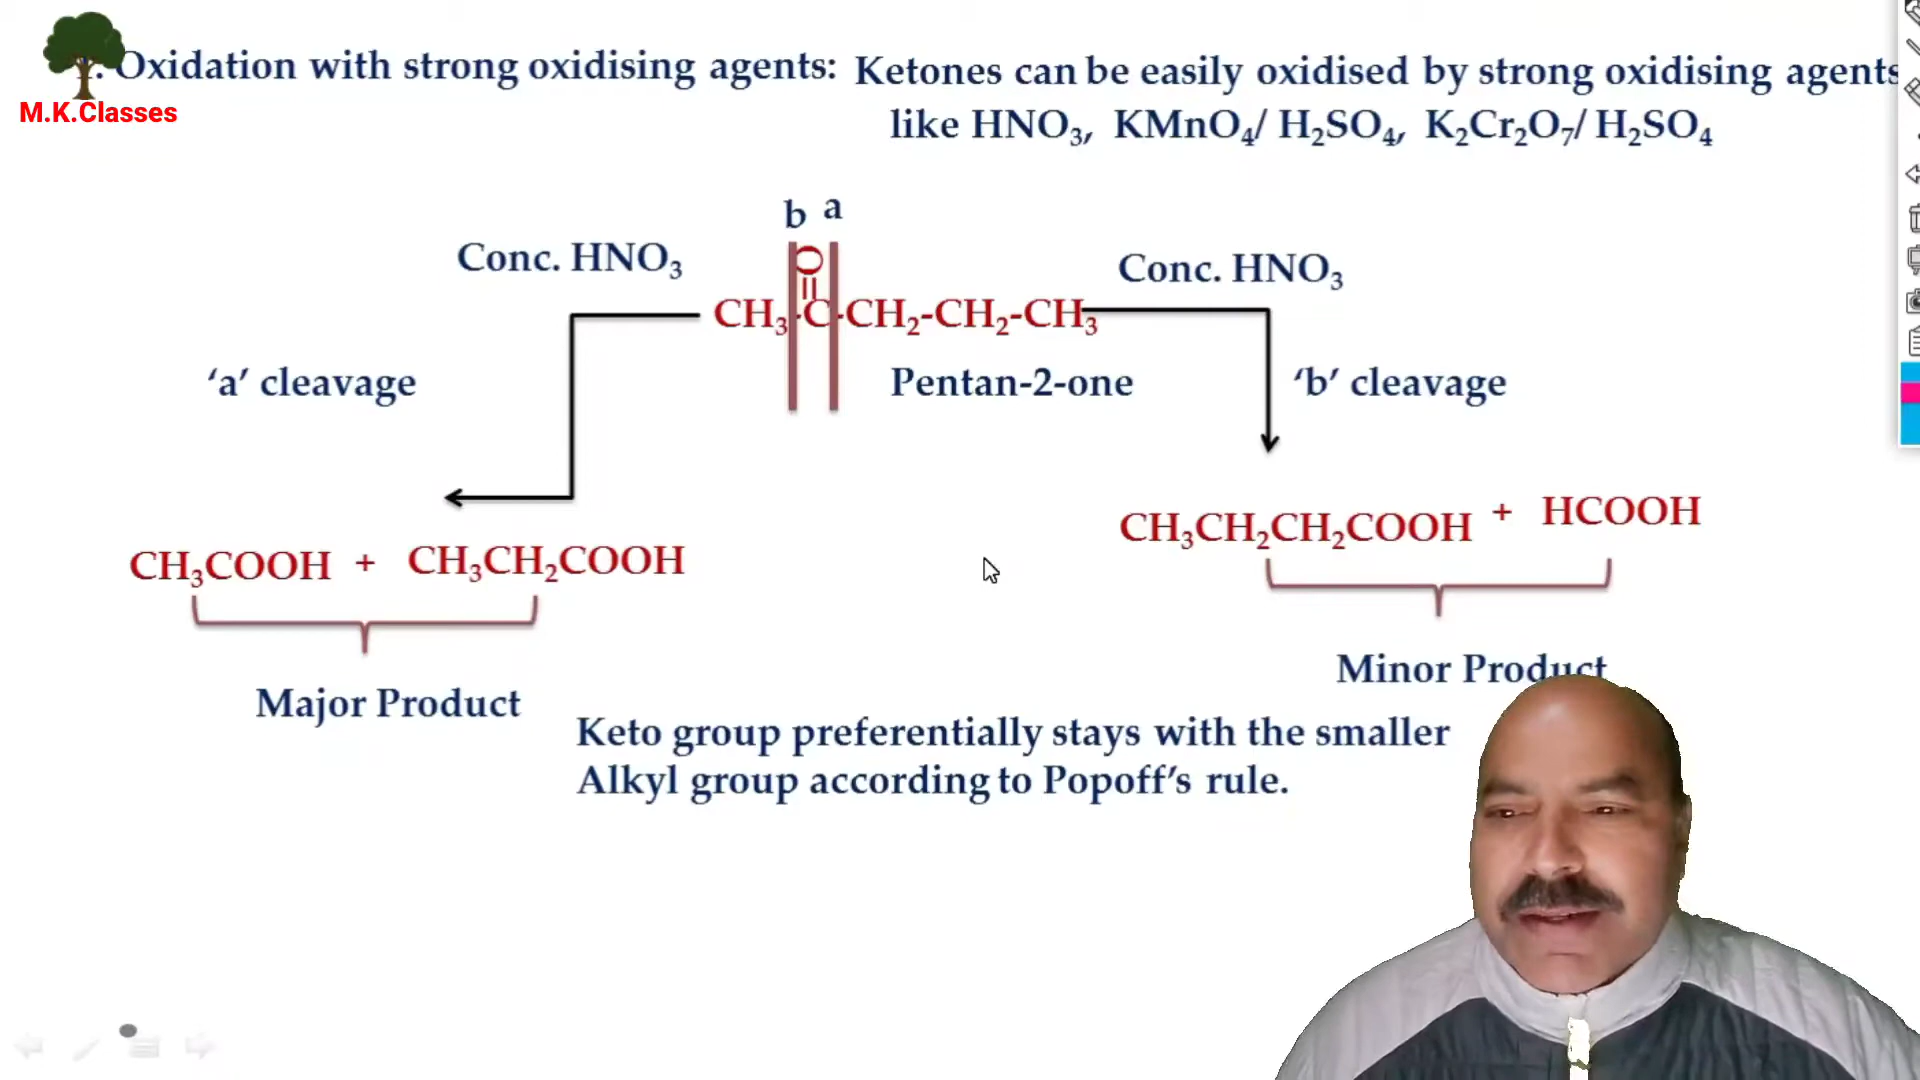 . Oxidation with strong oxidising agents: Ketones can be easily oxidised by strong oxidising agents
M.K.Classes
like HNO₃, KMnO₄/ H₂SO₄, K₂Cr₂O₇/ H₂SO₄
b a
Conc. HNO₃
O
Conc. HNO₃
CH₃-C-CH₂-CH₂-CH₃
‘a’ cleavage
Pentan-2-one
‘b’ cleavage
CH₃CH₂CH₂COOH + HCOOH
CH₃COOH + CH₃CH₂COOH
Minor Product
Major Product
Keto group preferentially stays with the smaller
Alkyl group according to Popoff’s rule.